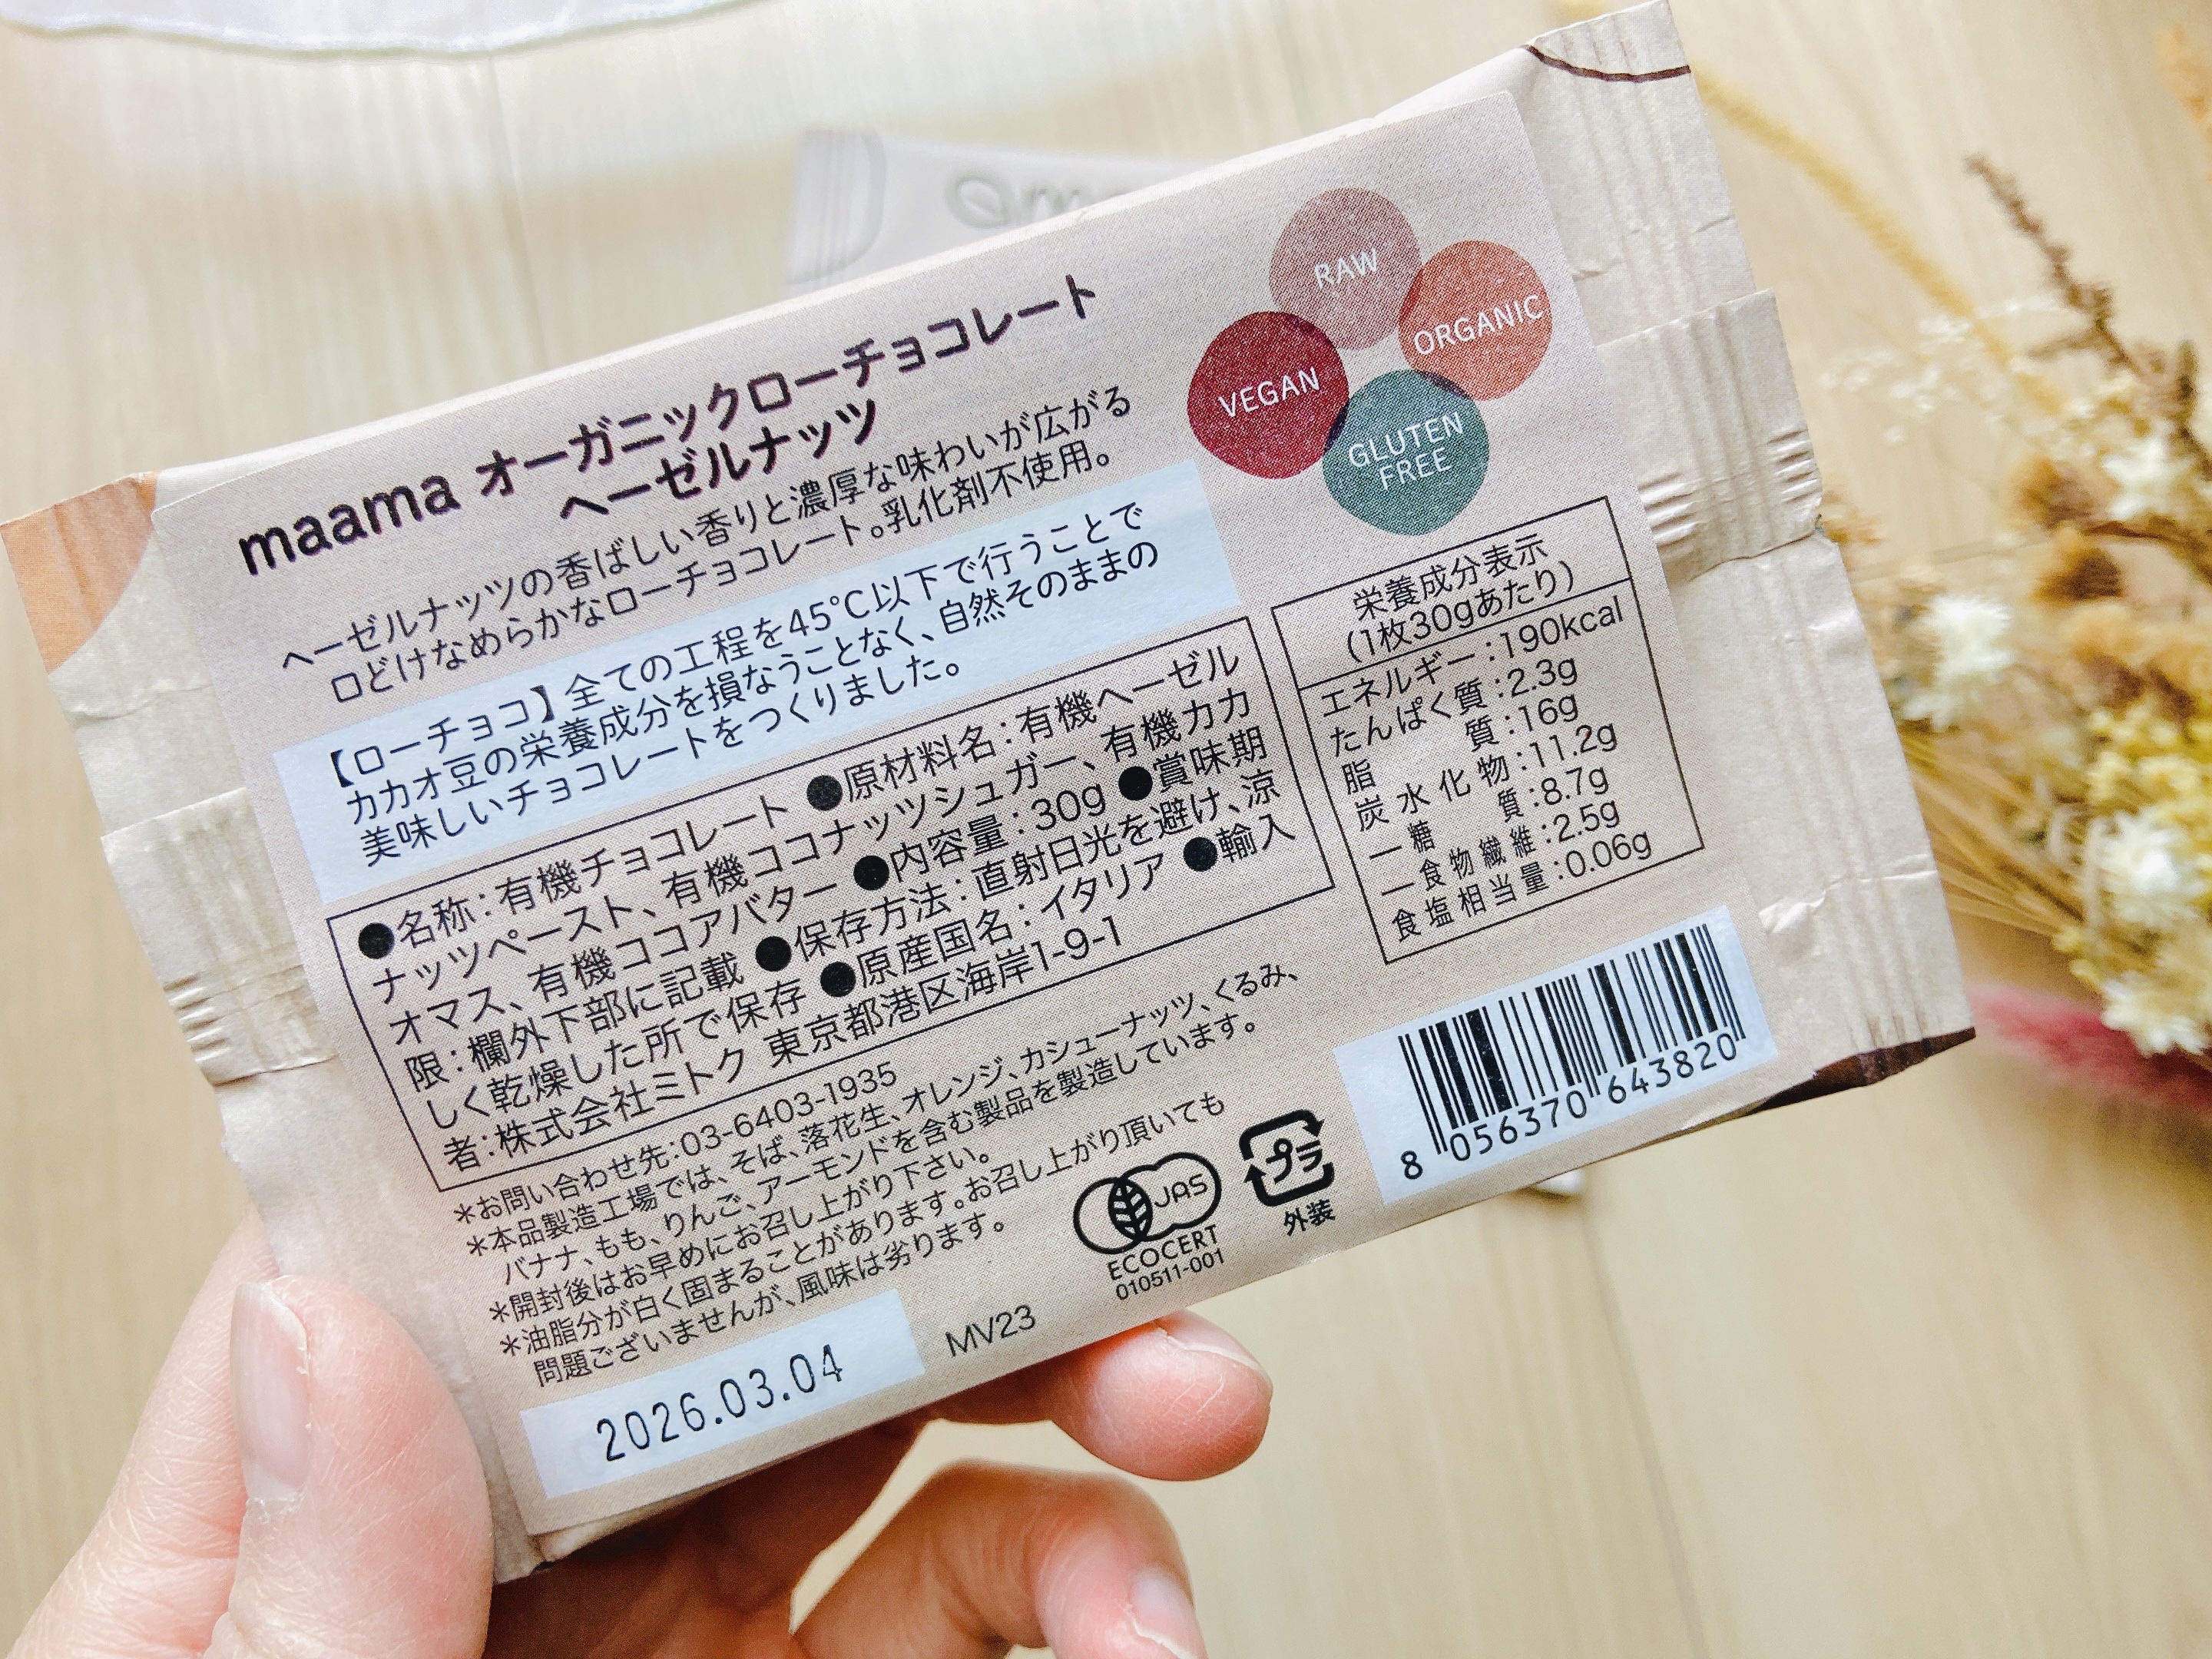 maama オーガニックローチョコレート
ヘーゼルナッツ
ヘーゼルナッツの香ばしい香りと濃厚な味わいが広がる
口どけなめらかなローチョコレート。乳化剤不使用。
【ローチョコ】全ての工程を45℃以下で行うことで
カカオ豆の栄養成分を損なうことなく、自然そのままの
美味しいチョコレートをつくりました。
RAW
ORGANIC
VEGAN
GLUTEN
FREE
●名称:有機チョコレート ●原材料名:有機ヘーゼル
ナッツペースト、有機ココナッツシュガー、有機カカ
オマス、有機ココアバター ●内容量:30g ●賞味期
限:欄外下部に記載 ●保存方法:直射日光を避け、涼
しく乾燥した所で保存 ●原産国名:イタリア ●輸入
者:株式会社ミトク 東京都港区海岸1-9-1
栄養成分表示
(1枚30gあたり)
エネルギー:190kcal
たんぱく質:2.3g
脂 質:16g
炭水化物:11.2g
―糖 質:8.7g
―食物繊維:2.5g
食塩相当量:0.06g
*お問い合わせ先:03-6403-1935
*本品製造工場では、そば、落花生、オレンジ、カシューナッツ、くるみ、
バナナ、もも、りんご、アーモンドを含む製品を製造しています。
*開封後はお早めにお召し上がり下さい。
*油脂分が白く固まることがあります。お召し上がり頂いても
問題ございませんが、風味は劣ります。
JAS
ECOCERT
010511-001
プラ
外装
8 056370 643820
2026.03.04
MV23